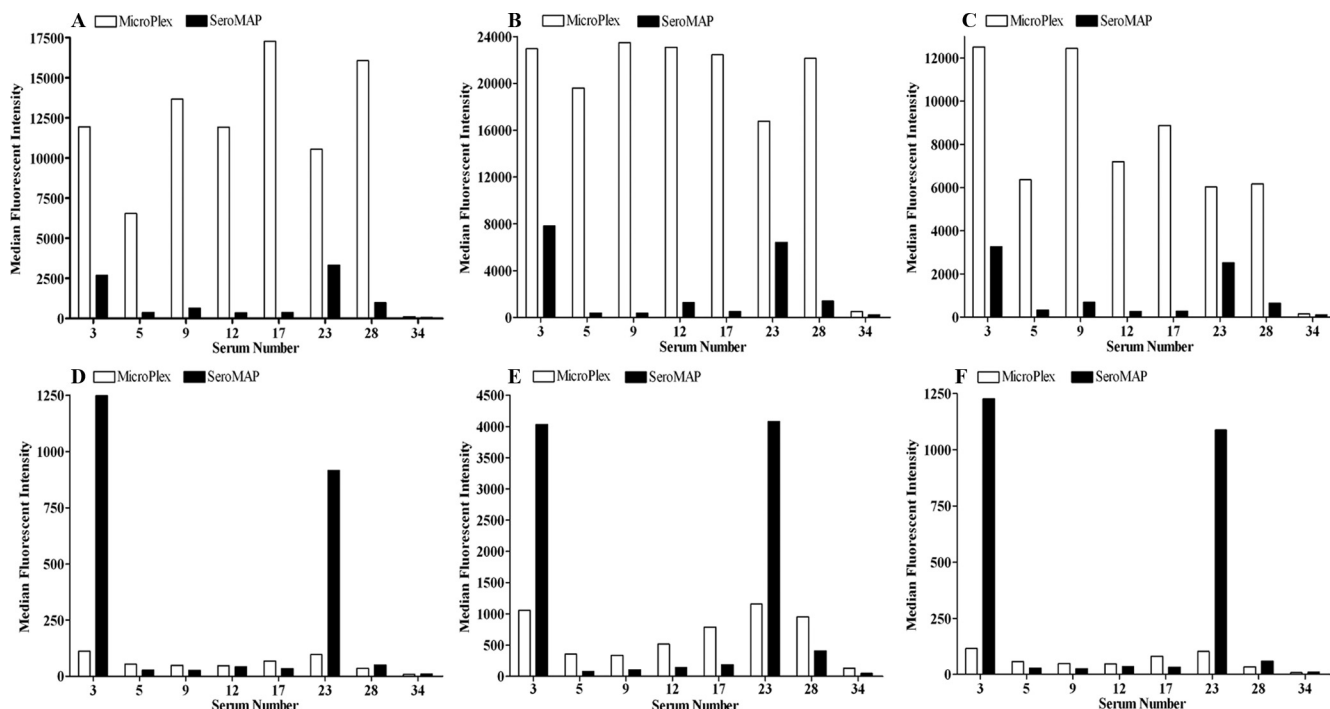 A MicroPlex SeroMAP
Median Fluorescent Intensity
17500
15000
12500
10000
7500
5000
2500
0
3 5 9 12 17 23 28 34
Serum Number
B MicroPlex SeroMAP
Median Fluorescent Intensity
24000
20000
16000
12000
8000
4000
0
3 5 9 12 17 23 28 34
Serum Number
C MicroPlex SeroMAP
Median Fluorescent Intensity
12000
10000
8000
6000
4000
2000
0
3 5 9 12 17 23 28 34
Serum Number
D MicroPlex SeroMAP
Median Fluorescent Intensity
1250
1000
750
500
250
0
3 5 9 12 17 23 28 34
Serum Number
E MicroPlex SeroMAP
Median Fluorescent Intensity
4500
4000
3500
3000
2500
2000
1500
1000
500
0
3 5 9 12 17 23 28 34
Serum Number
F MicroPlex SeroMAP
Median Fluorescent Intensity
1250
1000
750
500
250
0
3 5 9 12 17 23 28 34
Serum Number